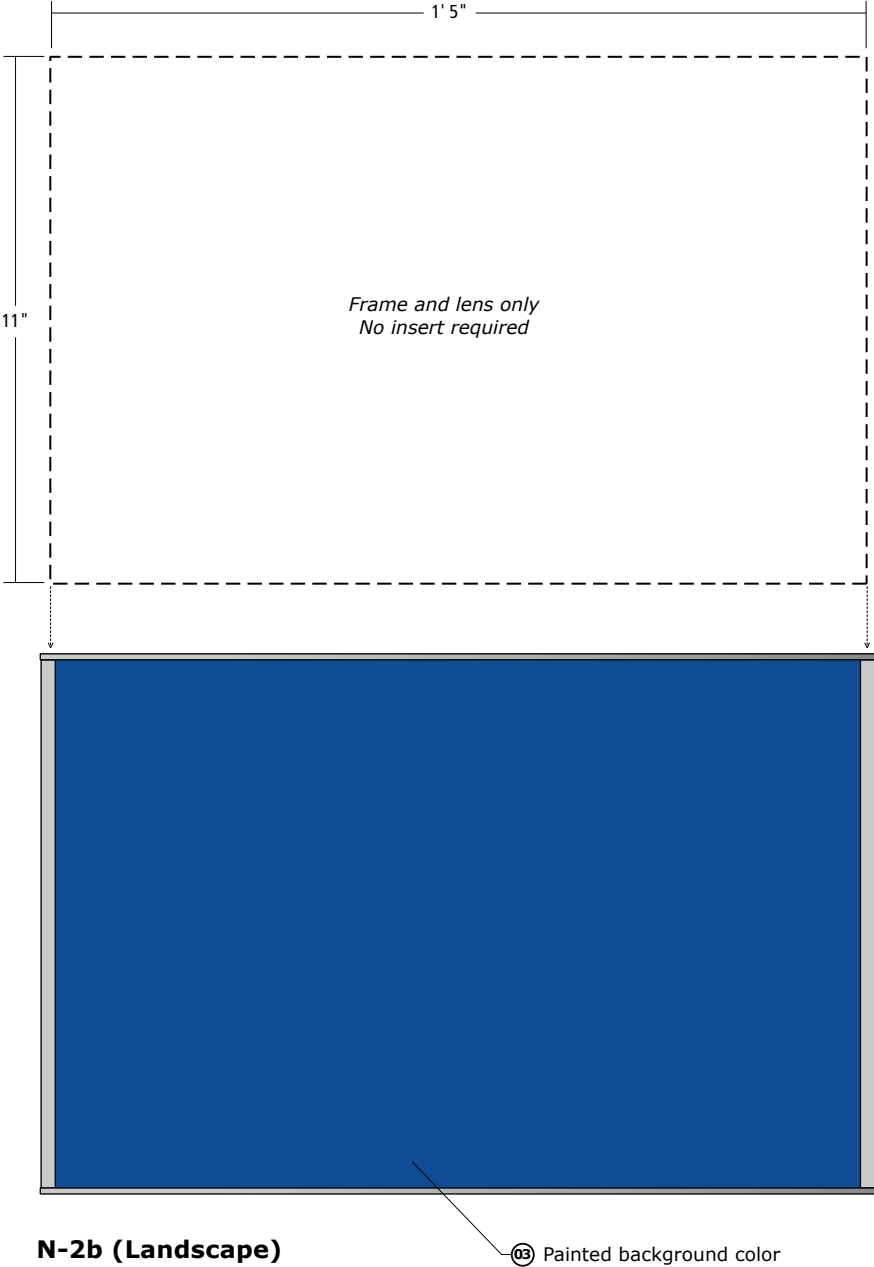 1' 5"
11"
Frame and lens only
No insert required
N-2b (Landscape)
03 Painted background color